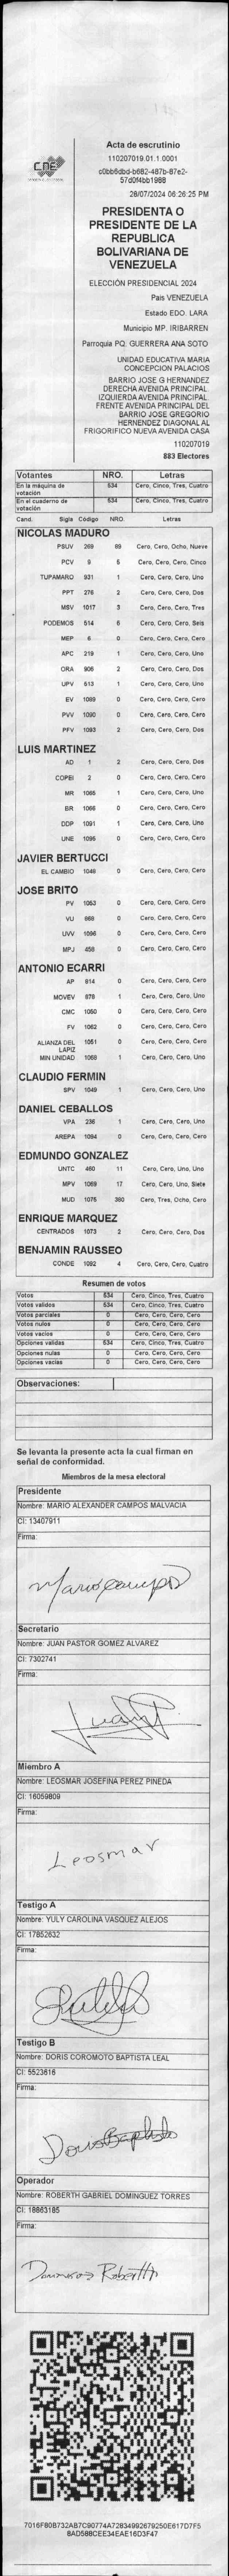 CNE
Acta de escrutinio
110207019.01.1.0001
c0bb5dbd-b682-487b-87e2-
57d0f4bb1988
28/07/2024 06:26:25 PM
PRESIDENTA O
PRESIDENTE DE LA
REPUBLICA
BOLIVARIANA DE
VENEZUELA
ELECCIÓN PRESIDENCIAL 2024
Pais VENEZUELA
Estado EDO. LARA
Municipio MP. IRIBARREN
Parroquia PQ. GUERRERA ANA SOTO
UNIDAD EDUCATIVA MARIA
CONCEPCION PALACIOS
BARRIO JOSE G HERNANDEZ
DERECHA AVENIDA PRINCIPAL.
IZQUIERDA AVENIDA PRINCIPAL.
FRENTE AVENIDA PRINCIPAL DEL
BARRIO JOSE GREGORIO
HERNENDEZ DIAGONAL AL
FRIGORIFICO NUEVA AVENIDA CASA
110207019
883 Electores
Votantes NRO. Letras
En la máquina de votación 534 Cero, Cinco, Tres, Cuatro
En el cuaderno de votación 534 Cero, Cinco, Tres, Cuatro
Cand. Sigla Código NRO. Letras
NICOLAS MADURO
PSUV 269 89 Cero, Cero, Ocho, Nueve
PCV 9 5 Cero, Cero, Cero, Cinco
TUPAMARO 931 1 Cero, Cero, Cero, Uno
PPT 276 2 Cero, Cero, Cero, Dos
MSV 1017 3 Cero, Cero, Cero, Tres
PODEMOS 514 6 Cero, Cero, Cero, Seis
MEP 6 0 Cero, Cero, Cero, Cero
APC 219 1 Cero, Cero, Cero, Uno
ORA 906 2 Cero, Cero, Cero, Dos
UPV 613 1 Cero, Cero, Cero, Uno
EV 1089 0 Cero, Cero, Cero, Cero
PVV 1090 0 Cero, Cero, Cero, Cero
PFV 1093 2 Cero, Cero, Cero, Dos
LUIS MARTINEZ
AD 1 2 Cero, Cero, Cero, Dos
COPEI 2 0 Cero, Cero, Cero, Cero
MR 1065 1 Cero, Cero, Cero, Uno
BR 1066 0 Cero, Cero, Cero, Cero
DDP 1091 1 Cero, Cero, Cero, Uno
UNE 1095 0 Cero, Cero, Cero, Cero
JAVIER BERTUCCI
EL CAMBIO 1048 0 Cero, Cero, Cero, Cero
JOSE BRITO
PV 1053 0 Cero, Cero, Cero, Cero
VU 868 0 Cero, Cero, Cero, Cero
UVV 1096 0 Cero, Cero, Cero, Cero
MPJ 458 0 Cero, Cero, Cero, Cero
ANTONIO ECARRI
AP 914 0 Cero, Cero, Cero, Cero
MOVEV 878 1 Cero, Cero, Cero, Uno
CMC 1050 0 Cero, Cero, Cero, Cero
FV 1062 0 Cero, Cero, Cero, Cero
ALIANZA DEL LAPIZ 1051 0 Cero, Cero, Cero, Cero
MIN UNIDAD 1068 1 Cero, Cero, Cero, Uno
CLAUDIO FERMIN
SPV 1049 1 Cero, Cero, Cero, Uno
DANIEL CEBALLOS
VPA 236 1 Cero, Cero, Cero, Uno
AREPA 1094 0 Cero, Cero, Cero, Cero
EDMUNDO GONZALEZ
UNTC 460 11 Cero, Cero, Uno, Uno
MPV 1069 17 Cero, Cero, Uno, Siete
MUD 1075 380 Cero, Tres, Ocho, Cero
ENRIQUE MARQUEZ
CENTRADOS 1073 2 Cero, Cero, Cero, Dos
BENJAMIN RAUSSEO
CONDE 1092 4 Cero, Cero, Cero, Cuatro
Resumen de votos
Votos 534 Cero, Cinco, Tres, Cuatro
Votos validos 534 Cero, Cinco, Tres, Cuatro
Votos parciales 0 Cero, Cero, Cero, Cero
Votos nulos 0 Cero, Cero, Cero, Cero
Votos vacios 0 Cero, Cero, Cero, Cero
Opciones validas 534 Cero, Cinco, Tres, Cuatro
Opciones nulas 0 Cero, Cero, Cero, Cero
Opciones vacias 0 Cero, Cero, Cero, Cero
Observaciones:
Se levanta la presente acta la cual firman en
señal de conformidad.
Miembros de la mesa electoral
Presidente
Nombre: MARIO ALEXANDER CAMPOS MALVACIA
CI: 13407911
Firma:
Mario campos
Secretario
Nombre: JUAN PASTOR GOMEZ ALVAREZ
CI: 7302741
Firma:
Miembro A
Nombre: LEOSMAR JOSEFINA PEREZ PINEDA
CI: 16059809
Firma:
Leosmar
Testigo A
Nombre: YULY CAROLINA VASQUEZ ALEJOS
CI: 17852632
Firma:
Testigo B
Nombre: DORIS COROMOTO BAPTISTA LEAL
CI: 5523616
Firma:
Operador
Nombre: ROBERTH GABRIEL DOMINGUEZ TORRES
CI: 18863185
Firma:
7016FB0B732AB7C90774A72834992679250E617D7F5
8AD58BCEE34EAE16D3F47